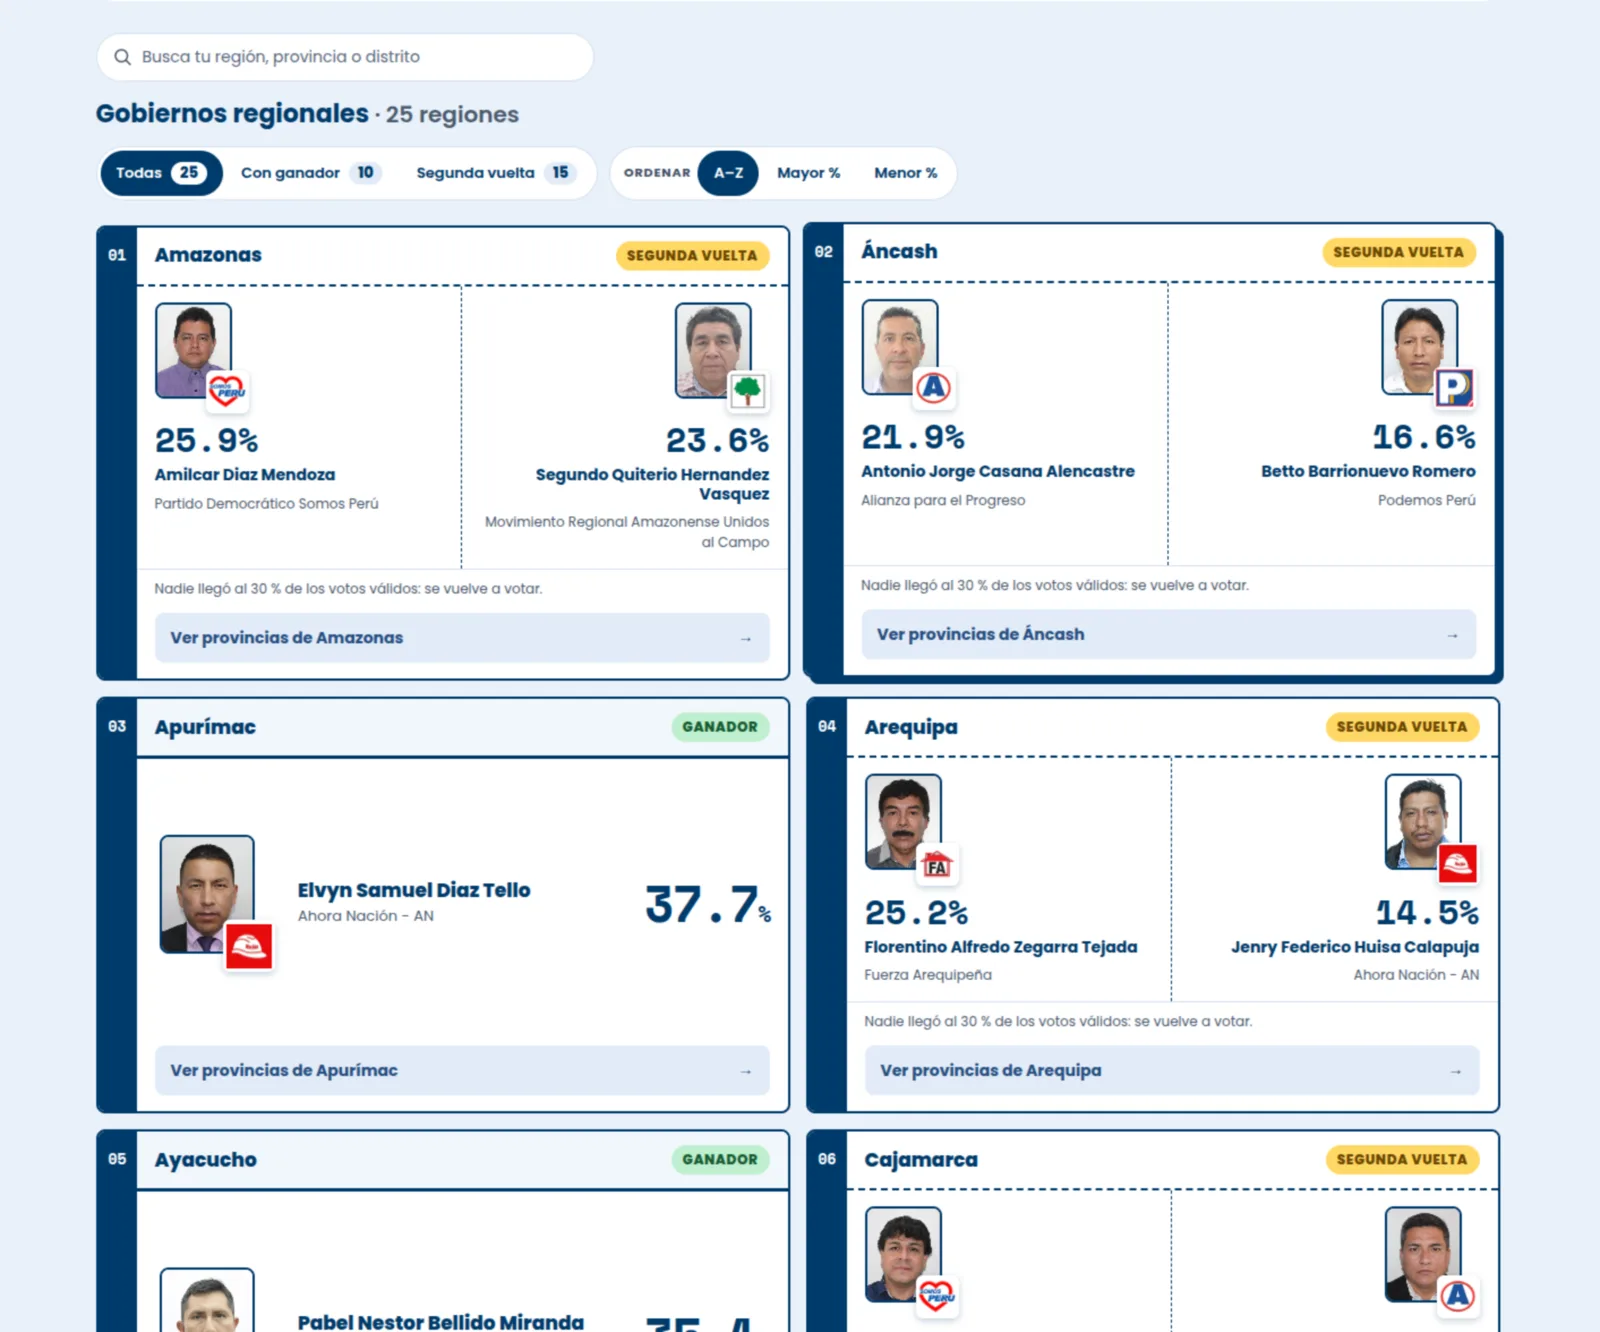 Busca tu región, provincia o distrito
Gobiernos regionales · 25 regiones
Todas 25 Con ganador 10 Segunda vuelta 15 ORDENAR A–Z Mayor % Menor %
01 Amazonas SEGUNDA VUELTA
SOMOS PERU
25.9%
Amilcar Diaz Mendoza
Partido Democrático Somos Perú
23.6%
Segundo Quiterio Hernandez
Vasquez
Movimiento Regional Amazonense Unidos
al Campo
Nadie llegó al 30 % de los votos válidos: se vuelve a votar.
Ver provincias de Amazonas →
02 Áncash SEGUNDA VUELTA
A
21.9%
Antonio Jorge Casana Alencastre
Alianza para el Progreso
P
16.6%
Betto Barrionuevo Romero
Podemos Perú
Nadie llegó al 30 % de los votos válidos: se vuelve a votar.
Ver provincias de Áncash →
03 Apurímac GANADOR
Elvyn Samuel Diaz Tello
Ahora Nación - AN
37.7%
Ver provincias de Apurímac →
04 Arequipa SEGUNDA VUELTA
FA
25.2%
Florentino Alfredo Zegarra Tejada
Fuerza Arequipeña
14.5%
Jenry Federico Huisa Calapuja
Ahora Nación - AN
Nadie llegó al 30 % de los votos válidos: se vuelve a votar.
Ver provincias de Arequipa →
05 Ayacucho GANADOR
Pabel Nestor Bellido Miranda
35.4
06 Cajamarca SEGUNDA VUELTA
SOMOS PERU
A